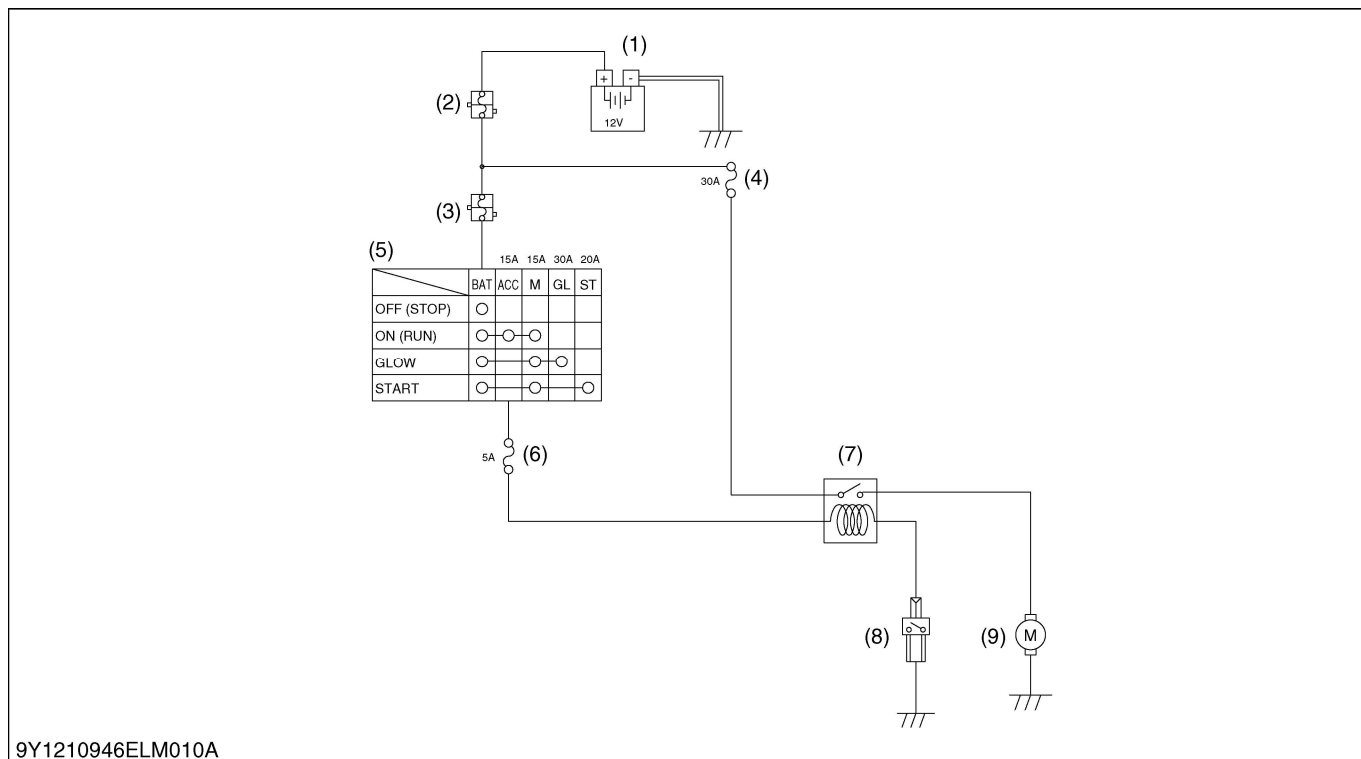 (1)
+ -
12V
(2)
(4)
30A
(3)
(5)
15A 15A 30A 20A
BAT ACC M GL ST
OFF (STOP)
ON (RUN)
GLOW
START
5A (6)
(7)
(8)
(9) M
9Y1210946ELM010A